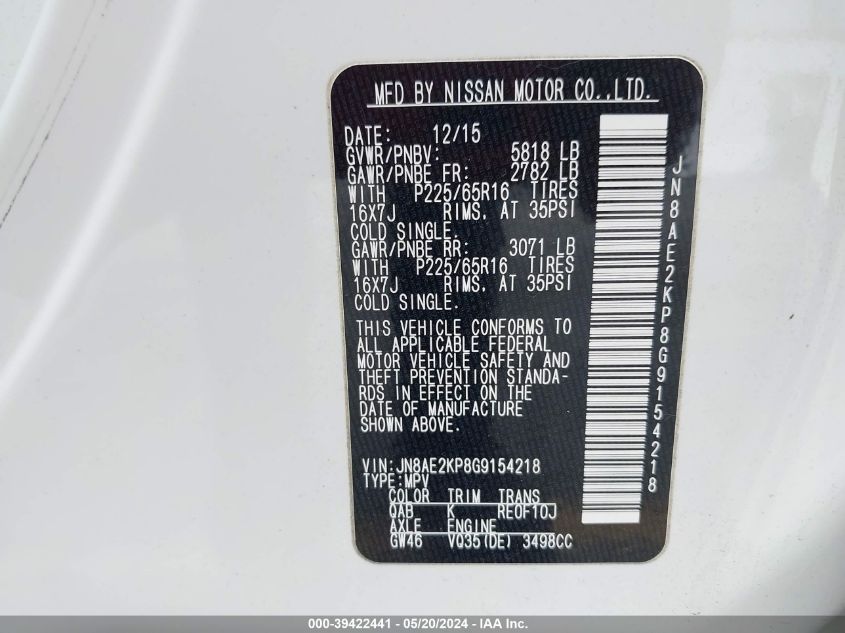 MFD BY NISSAN MOTOR CO.,LTD.
DATE: 12/15
GVWR/PNBV: 5818 LB
GAWR/PNBE FR: 2782 LB
WITH P225/65R16 TIRES
16X7J RIMS. AT 35PSI
COLD SINGLE.
GAWR/PNBE RR: 3071 LB
WITH P225/65R16 TIRES
16X7J RIMS. AT 35PSI
COLD SINGLE.
THIS VEHICLE CONFORMS TO
ALL APPLICABLE FEDERAL
MOTOR VEHICLE SAFETY AND
THEFT PREVENTION STANDA-
RDS IN EFFECT ON THE
DATE OF MANUFACTURE
SHOWN ABOVE.
VIN:JN8AE2KP8G9154218
TYPE:MPV
COLOR TRIM TRANS
QAB K RE0F10J
AXLE ENGINE
GW46 VQ35(DE) 3498CC
JN8AE2KP8G9154218
000-39422441 - 05/20/2024 - IAA Inc.